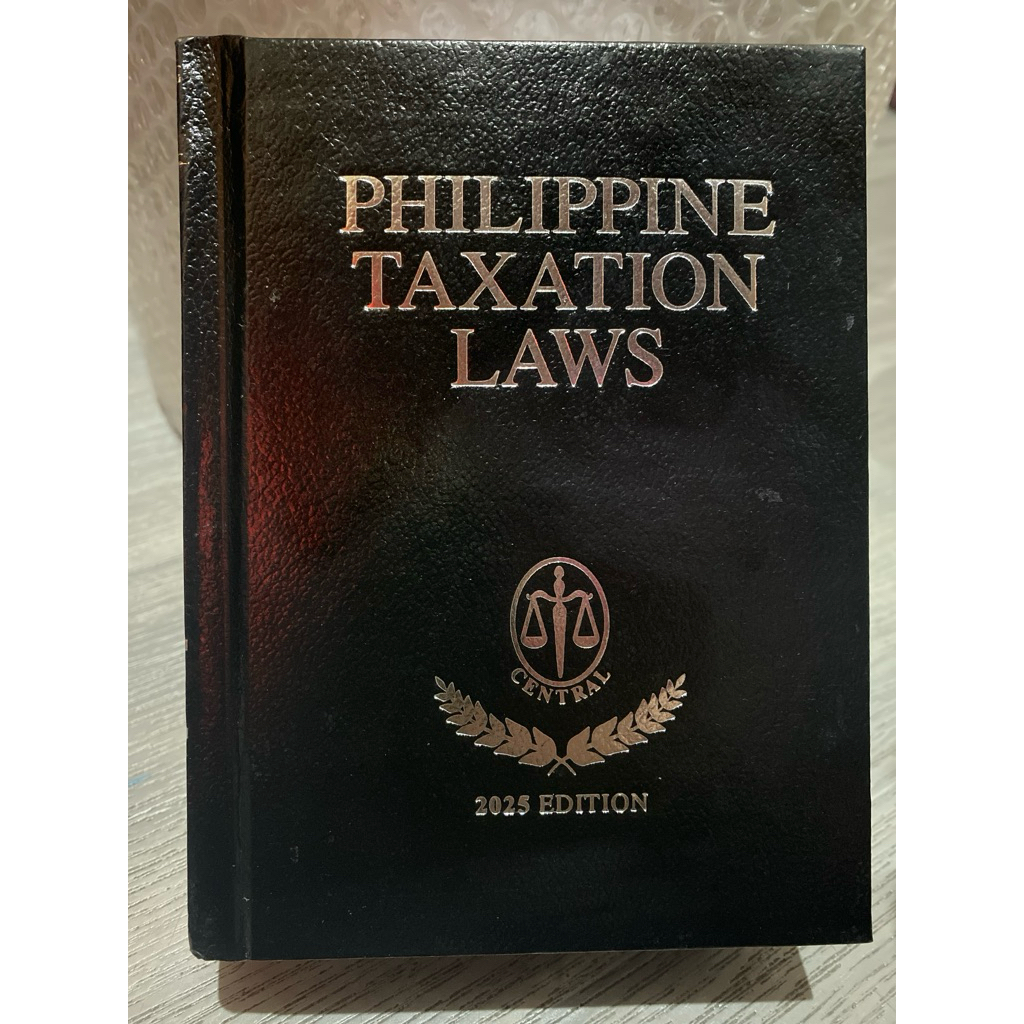 PHILIPPINE
TAXATION
LAWS
CENTRAL
2025 EDITION